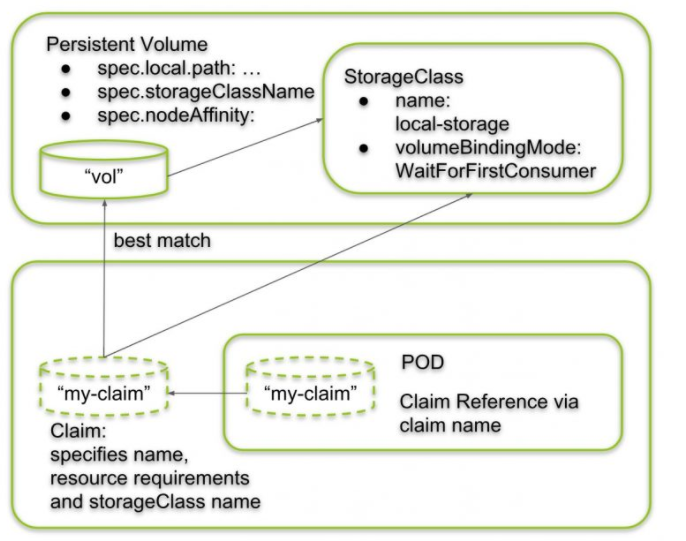 Persistent Volume
● spec.local.path: …
● spec.storageClassName
● spec.nodeAffinity:
“vol”
StorageClass
● name:
local-storage
● volumeBindingMode:
WaitForFirstConsumer
best match
“my-claim”
Claim:
specifies name,
resource requirements
and storageClass name
“my-claim”
POD
Claim Reference via
claim name